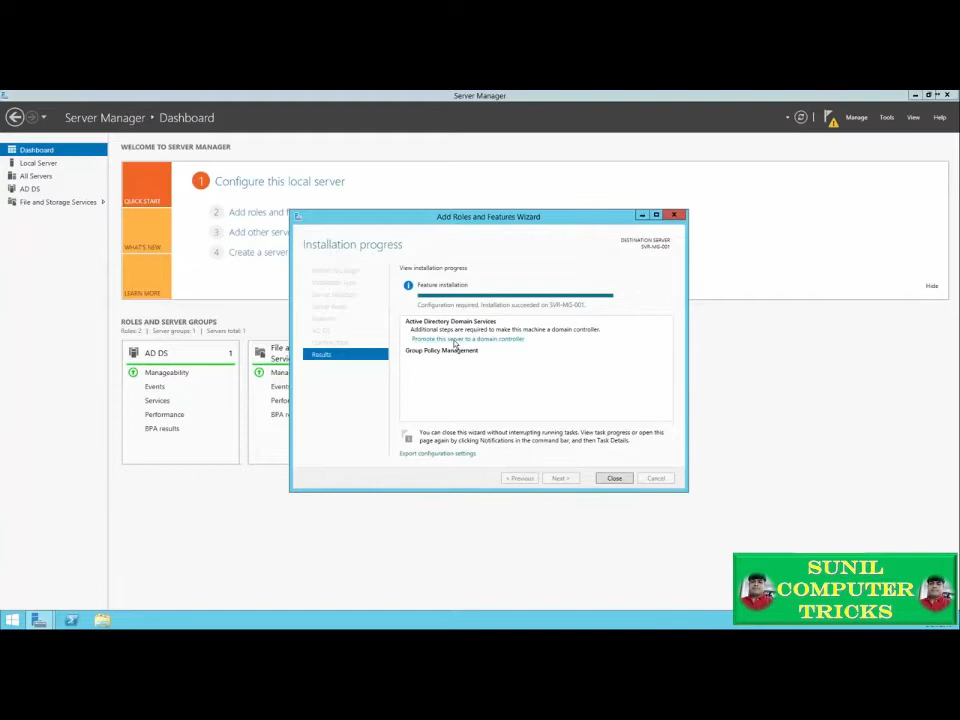 Server Manager
Server Manager • Dashboard
Manage
Tools
View
Help
Dashboard
Local Server
All Servers
AD DS
File and Storage Services
WELCOME TO SERVER MANAGER
QUICK START
WHAT'S NEW
LEARN MORE
1 Configure this local server
2 Add roles and f
3 Add other serve
4 Create a server
Hide
ROLES AND SERVER GROUPS
Roles: 2 | Server groups: 1 | Servers total: 1
AD DS 1
Manageability
Events
Services
Performance
BPA results
File a
Servic
Mana
Event
Perfo
BPA r
Add Roles and Features Wizard
Installation progress
DESTINATION SERVER
SVR-MG-001
AD DS
Results
View installation progress
Feature installation
Configuration required. Installation succeeded on SVR-MG-001.
Active Directory Domain Services
Additional steps are required to make this machine a domain controller.
Promote this server to a domain controller
Group Policy Management
You can close this wizard without interrupting running tasks. View task progress or open this
page again by clicking Notifications in the command bar, and then Task Details.
Export configuration settings
< Previous
Next >
Close
Cancel
SUNIL
COMPUTER
TRICKS